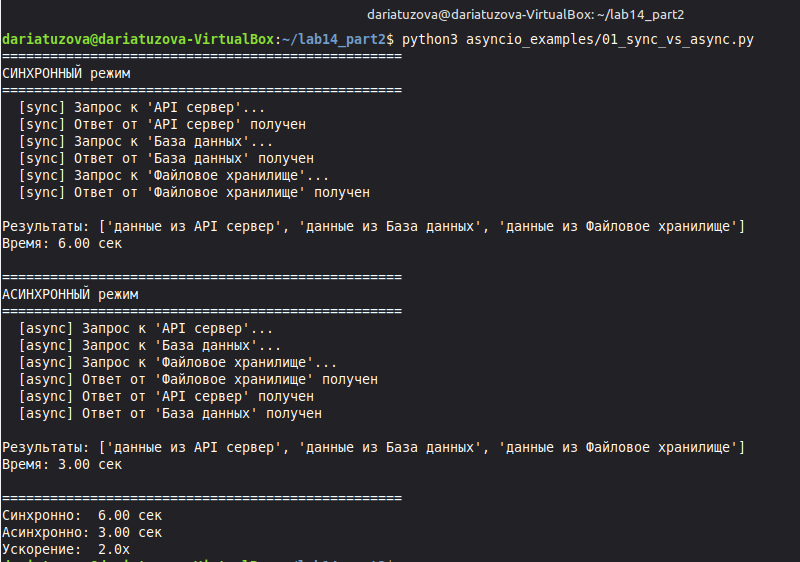 dariatuzova@dariatuzova-VirtualBox: ~/lab14_part2
dariatuzova@dariatuzova-VirtualBox:~/lab14_part2$ python3 asyncio_examples/01_sync_vs_async.py
==================================================
СИНХРОННЫЙ режим
==================================================
  [sync] Запрос к 'API сервер'...
  [sync] Ответ от 'API сервер' получен
  [sync] Запрос к 'База данных'...
  [sync] Ответ от 'База данных' получен
  [sync] Запрос к 'Файловое хранилище'...
  [sync] Ответ от 'Файловое хранилище' получен
Результаты: ['данные из API сервер', 'данные из База данных', 'данные из Файловое хранилище']
Время: 6.00 сек
==================================================
АСИНХРОННЫЙ режим
==================================================
  [async] Запрос к 'API сервер'...
  [async] Запрос к 'База данных'...
  [async] Запрос к 'Файловое хранилище'...
  [async] Ответ от 'Файловое хранилище' получен
  [async] Ответ от 'API сервер' получен
  [async] Ответ от 'База данных' получен
Результаты: ['данные из API сервер', 'данные из База данных', 'данные из Файловое хранилище']
Время: 3.00 сек
==================================================
Синхронно:  6.00 сек
Асинхронно: 3.00 сек
Ускорение:  2.0x